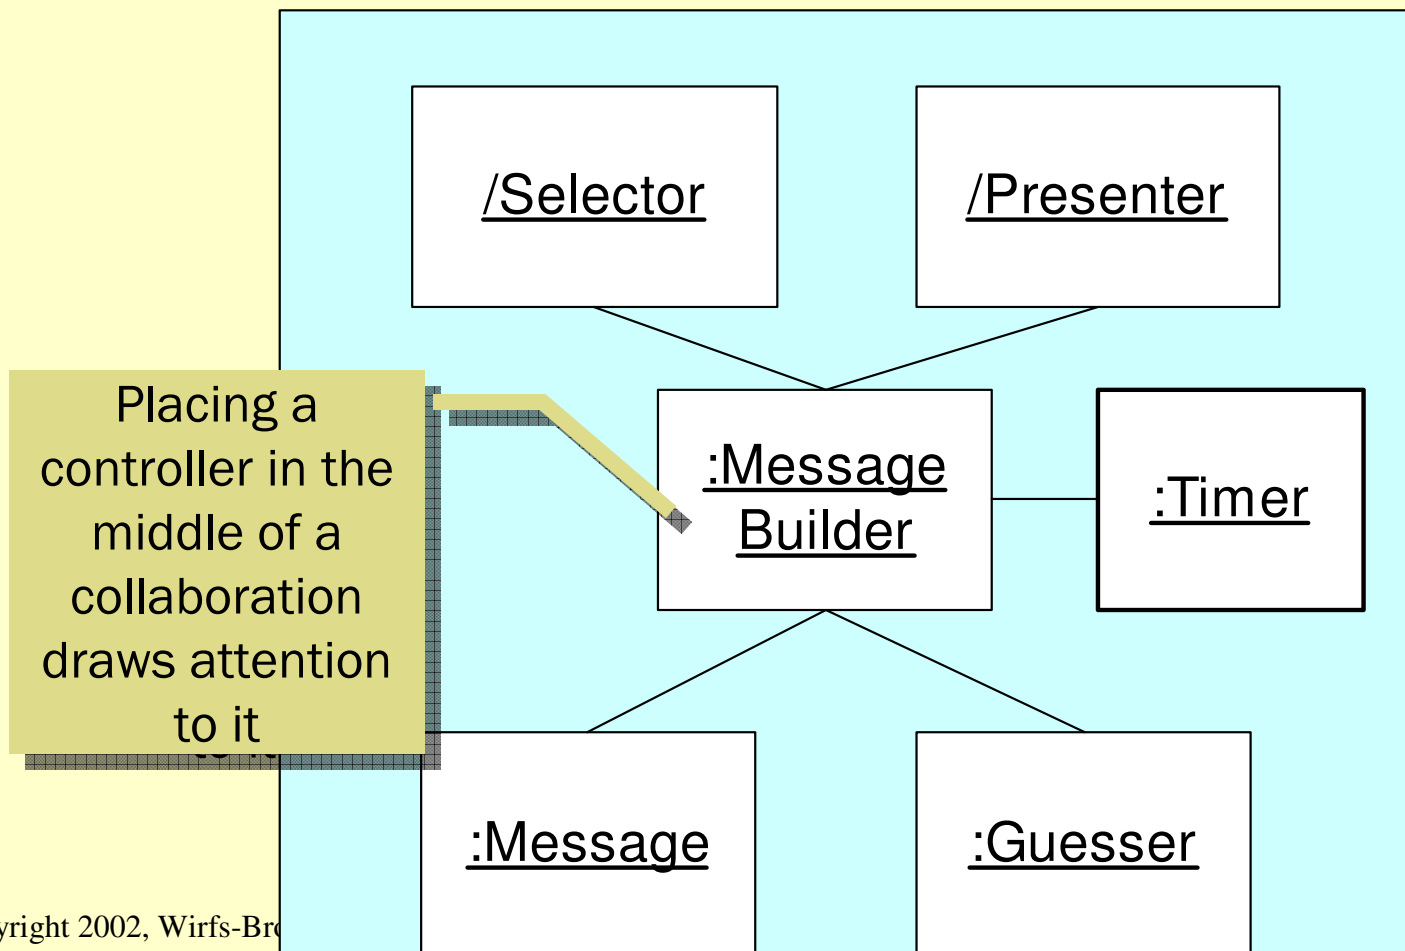 /Selector
/Presenter
Placing a
controller in the
middle of a
collaboration
draws attention
to it
:Message
Builder
:Timer
:Message
:Guesser
yright 2002, Wirfs-Bro